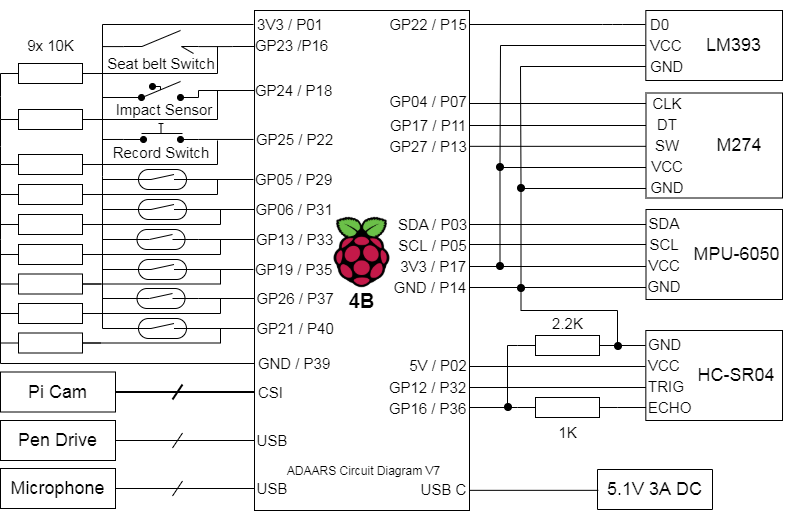 9x 10K
3V3 / P01
GP23 /P16
Seat belt Switch
GP24 / P18
Impact Sensor
GP25 / P22
Record Switch
GP05 / P29
GP06 / P31
GP13 / P33
GP19 / P35
GP26 / P37
GP21 / P40
GND / P39
Pi Cam
CSI
Pen Drive
USB
Microphone
USB
4B
ADAARS Circuit Diagram V7
GP22 / P15
GP04 / P07
GP17 / P11
GP27 / P13
SDA / P03
SCL / P05
3V3 / P17
GND / P14
5V / P02
GP12 / P32
GP16 / P36
USB C
D0
VCC
GND
LM393
CLK
DT
SW
VCC
GND
M274
SDA
SCL
VCC
GND
MPU-6050
2.2K
1K
GND
VCC
TRIG
ECHO
HC-SR04
5.1V 3A DC